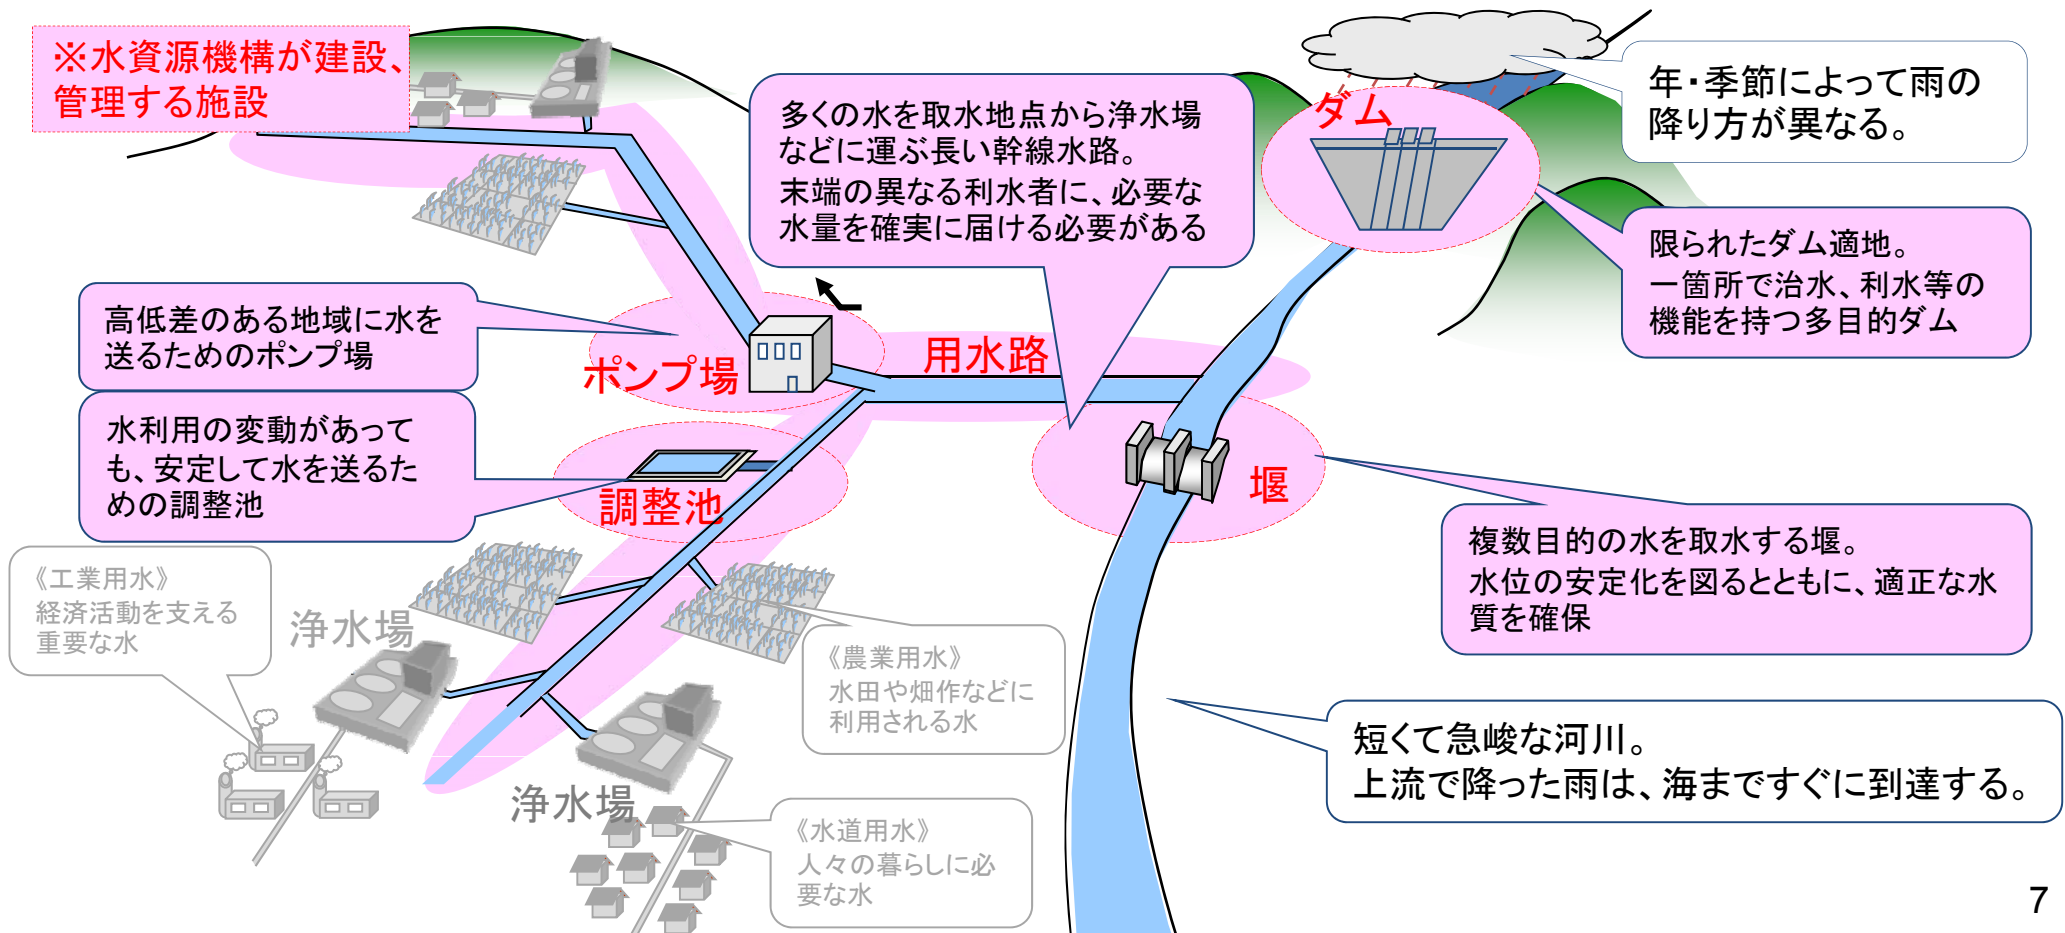 ※水資源機構が建設、
管理する施設
多くの水を取水地点から浄水場
などに運ぶ長い幹線水路。
末端の異なる利水者に、必要な
水量を確実に届ける必要がある
ダム
年・季節によって雨の
降り方が異なる。
限られたダム適地。
一箇所で治水、利水等の
機能を持つ多目的ダム
高低差のある地域に水を
送るためのポンプ場
ポンプ場
用水路
水利用の変動があって
も、安定して水を送るた
めの調整池
調整池
堰
複数目的の水を取水する堰。
水位の安定化を図るとともに、適正な水
質を確保
《工業用水》
経済活動を支える
重要な水
浄水場
《農業用水》
水田や畑作などに
利用される水
短くて急峻な河川。
上流で降った雨は、海まですぐに到達する。
浄水場
《水道用水》
人々の暮らしに必
要な水
7